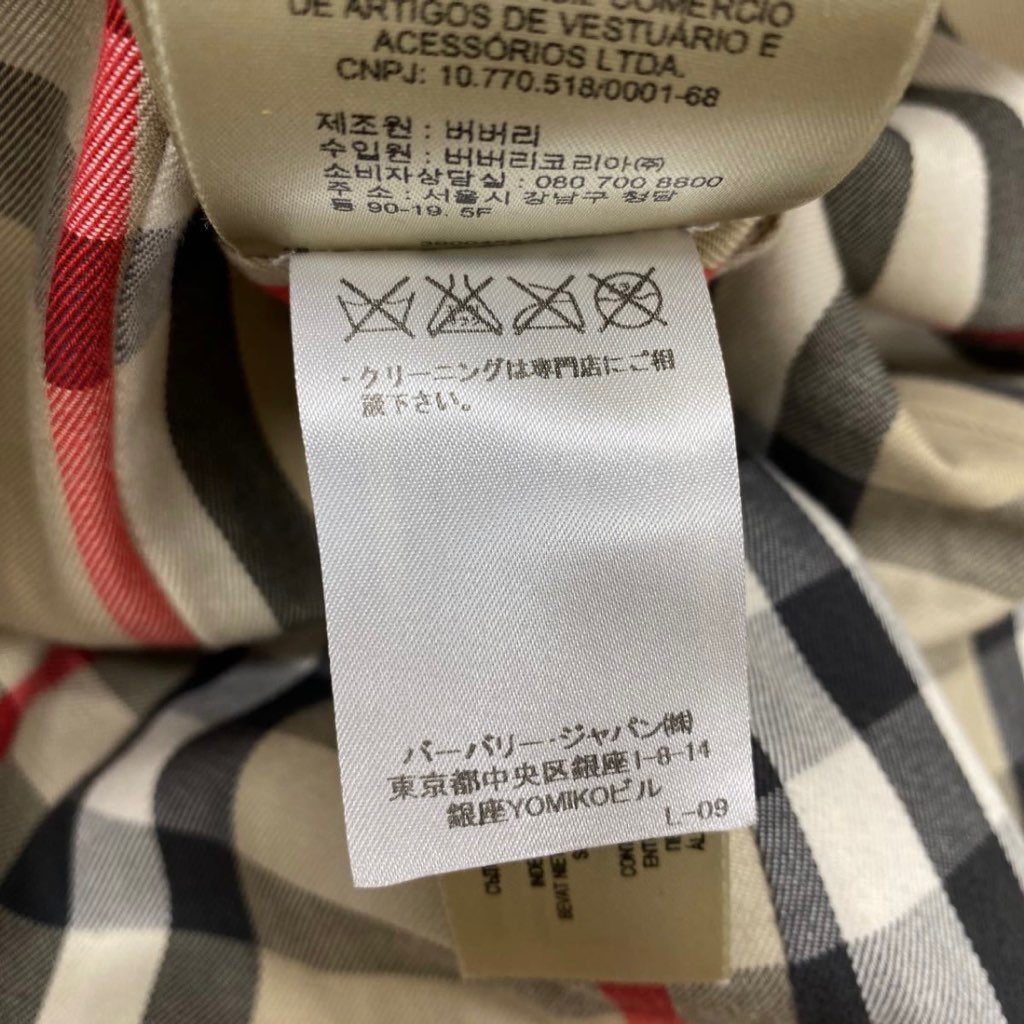 COMERCIO
DE ARTIGOS DE VESTUÁRIO E
ACESSÓRIOS LTDA.
CNPJ: 10.770.518/0001-68
제조원 : 버버리
수입원 : 버버리코리아㈜
소비자상담실 : 080 700 8800
주 소 : 서울시 강남구 청담
동 90-19. 5F
・クリーニングは専門店にご相
談下さい。
バーバリー・ジャパン㈱
東京都中央区銀座1-8-14
銀座YOMIKOビル
L-09